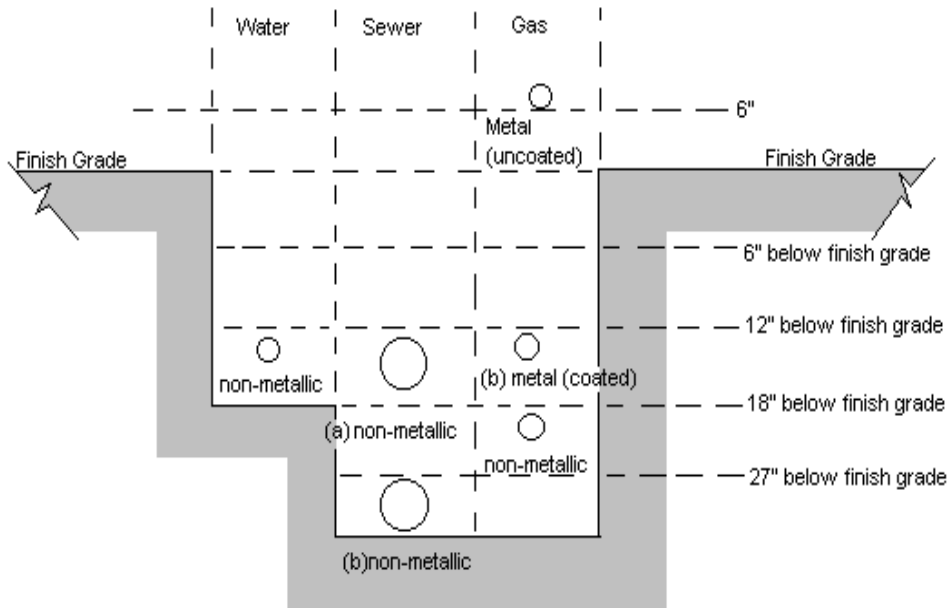 Water Sewer Gas
6"
Metal
(uncoated)
Finish Grade Finish Grade
6" below finish grade
12" below finish grade
non-metallic (b) metal (coated)
18" below finish grade
(a) non-metallic
non-metallic
27" below finish grade
(b)non-metallic